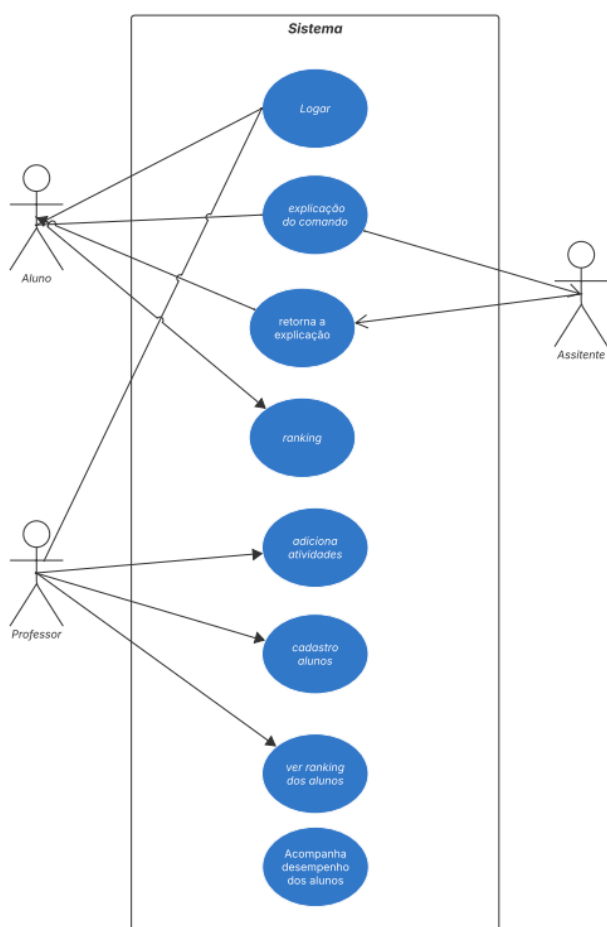 Sistema
Logar
explicação
do comando
Aluno
retorna a
explicação
Assitente
ranking
adiciona
atividades
Professor
cadastro
alunos
ver ranking
dos alunos
Acompanha
desempenho
dos alunos